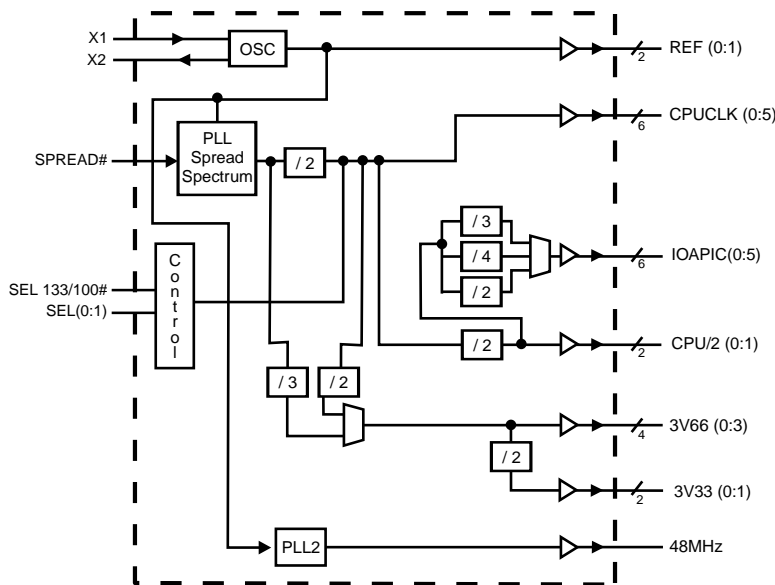 X1
X2
OSC
REF (0:1)
2
CPUCLK (0:5)
6
SPREAD#
PLL
Spread
Spectrum
/ 2
/ 3
/ 4
/ 2
IOAPIC(0:5)
6
SEL 133/100#
SEL(0:1)
Control
/ 2
CPU/2 (0:1)
2
/ 3
/ 2
3V66 (0:3)
4
/ 2
3V33 (0:1)
2
PLL2
48MHz